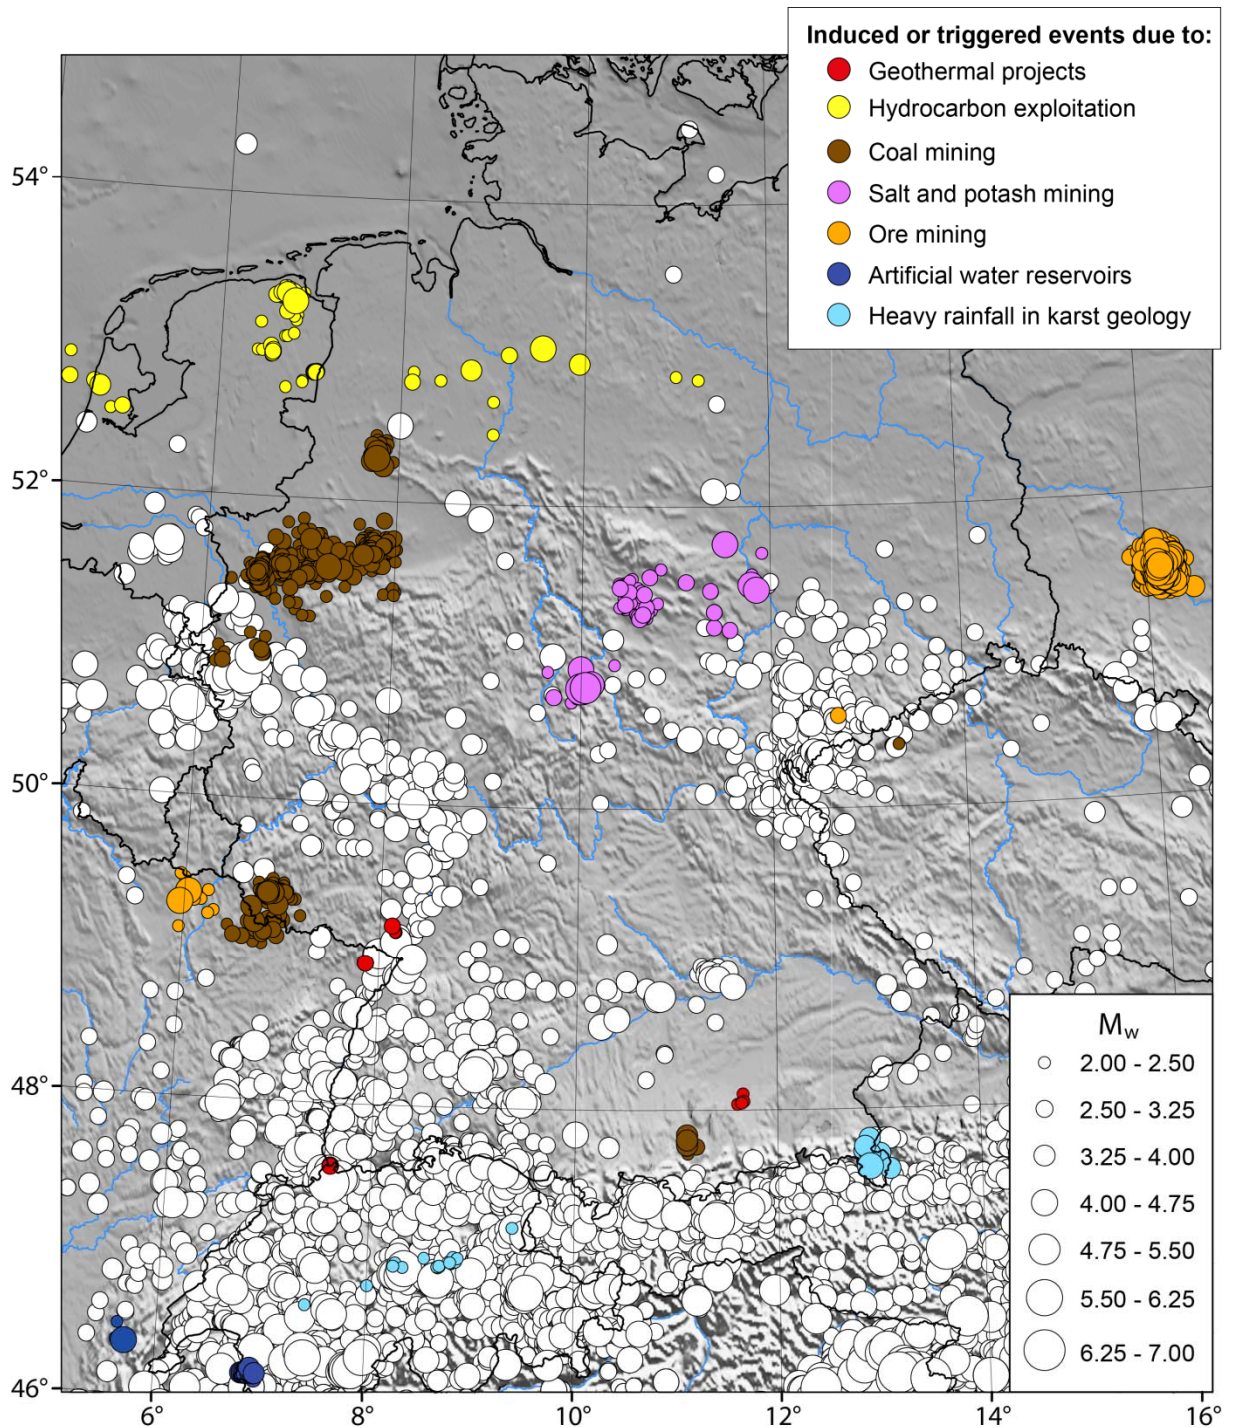 Induced or triggered events due to:
Geothermal projects
Hydrocarbon exploitation
Coal mining
Salt and potash mining
Ore mining
Artificial water reservoirs
Heavy rainfall in karst geology
54°
52°
50°
48°
46°
Mw
2.00 - 2.50
2.50 - 3.25
3.25 - 4.00
4.00 - 4.75
4.75 - 5.50
5.50 - 6.25
6.25 - 7.00
6° 8° 10° 12° 14° 16°